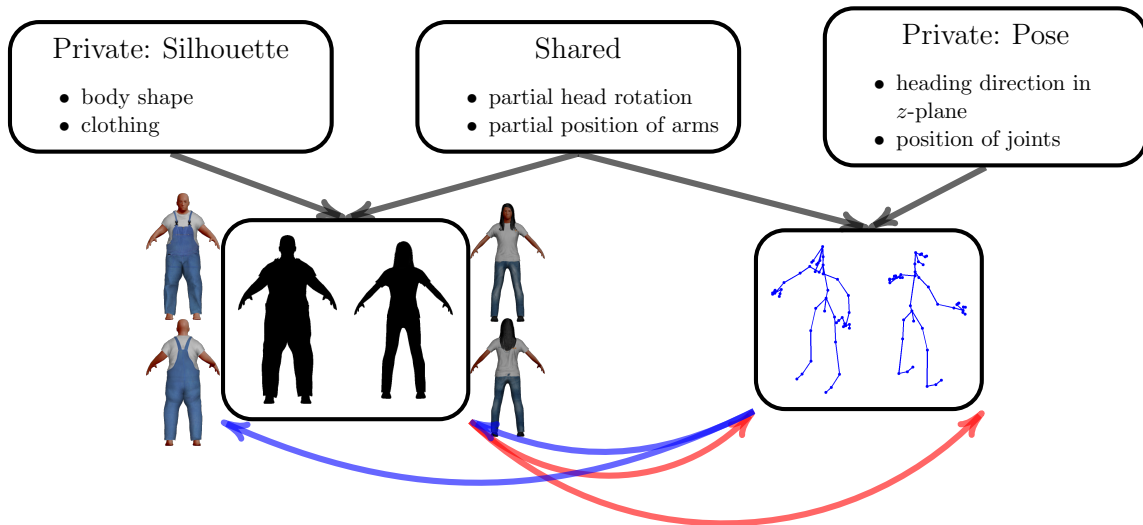 Private: Silhouette
• body shape
• clothing
Shared
• partial head rotation
• partial position of arms
Private: Pose
• heading direction in
z-plane
• position of joints